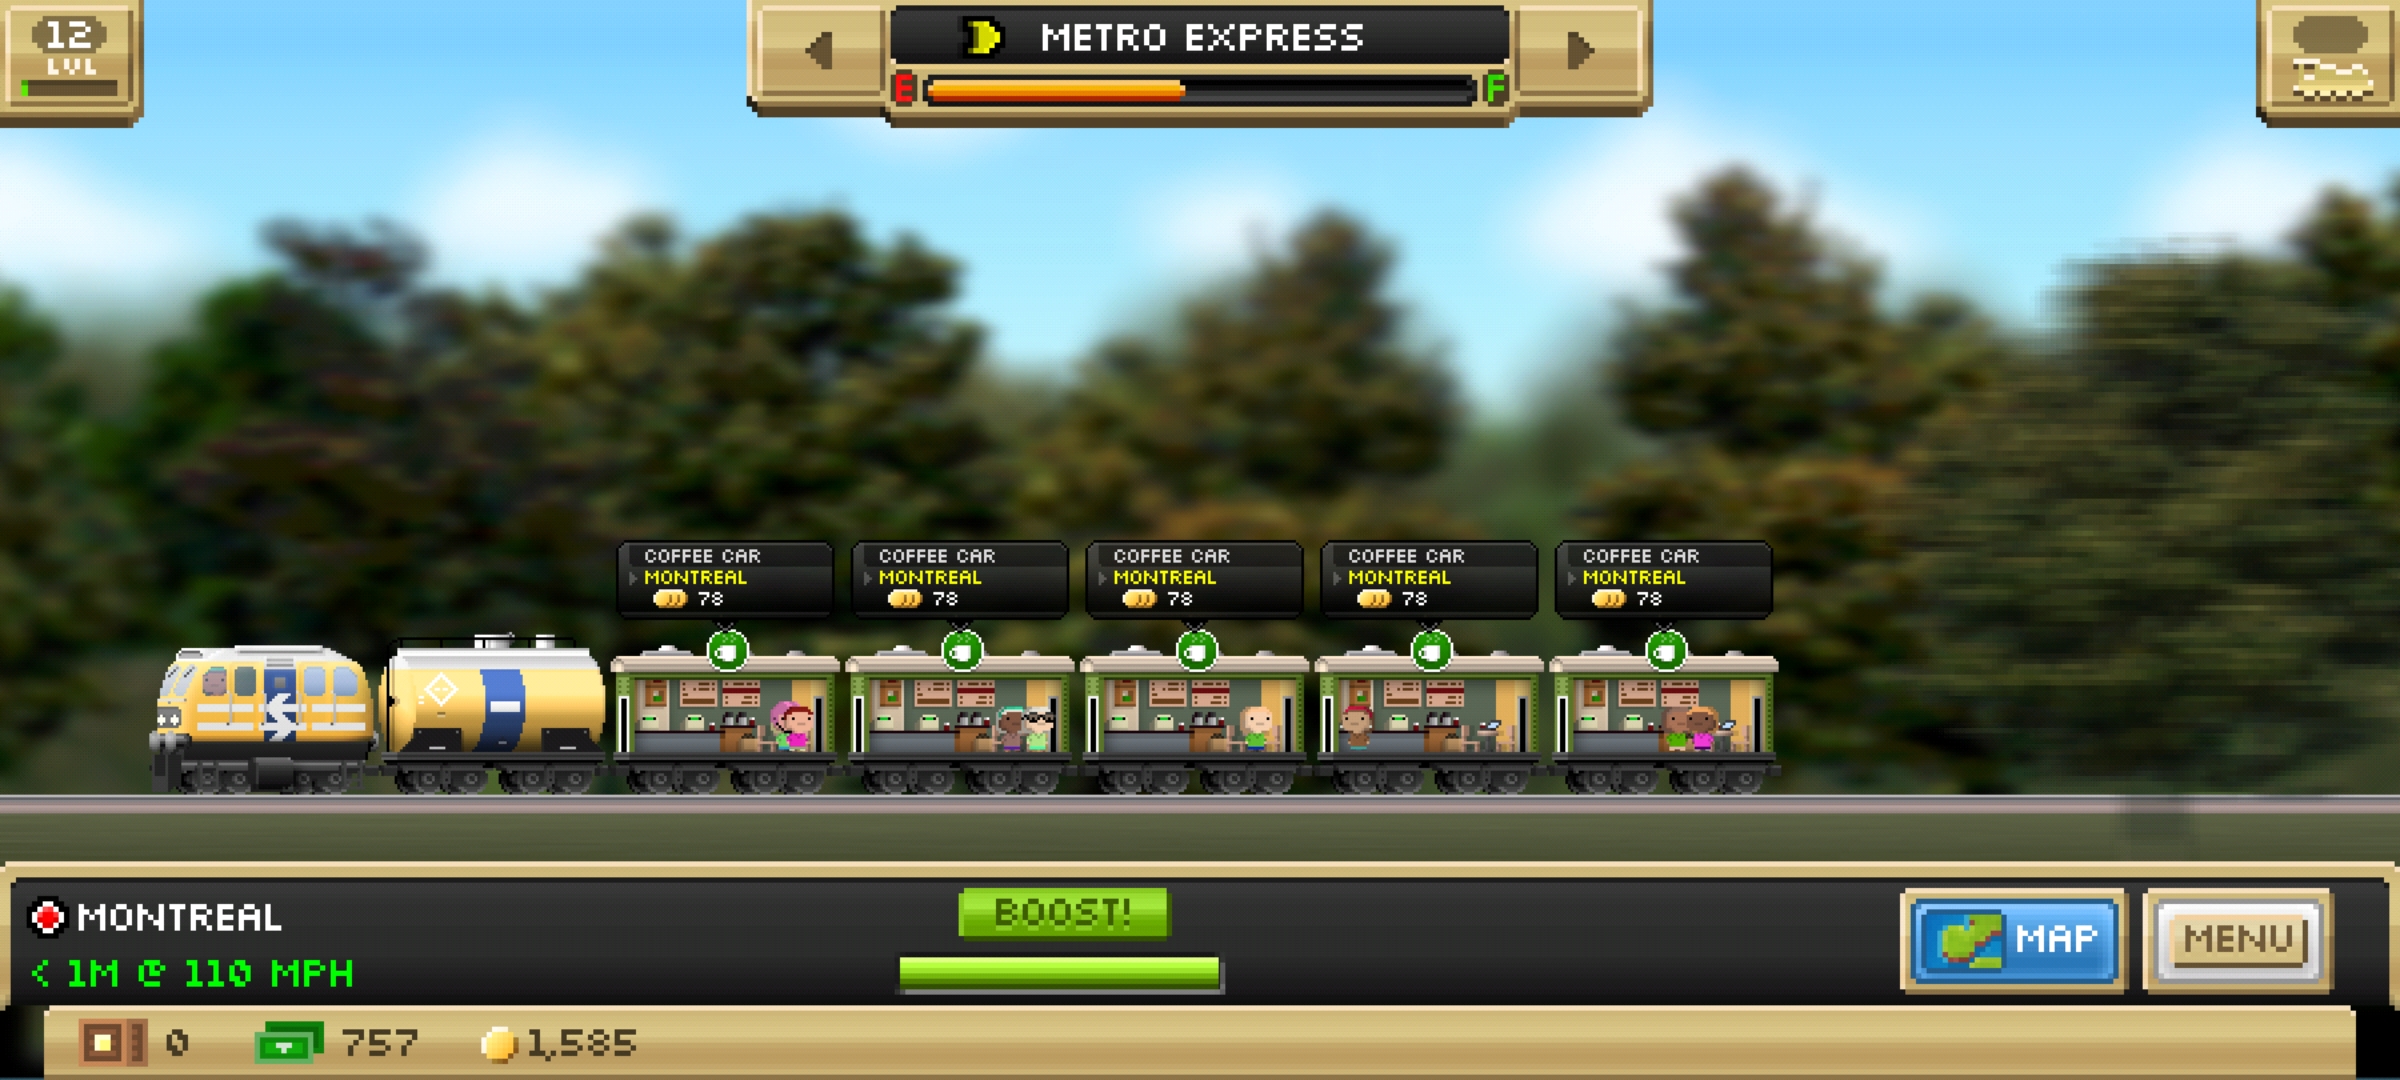 12
LVL
METRO EXPRESS
E
F
COFFEE CAR
MONTREAL
78
COFFEE CAR
MONTREAL
78
COFFEE CAR
MONTREAL
78
COFFEE CAR
MONTREAL
78
COFFEE CAR
MONTREAL
78
MONTREAL
< 1M @ 110 MPH
BOOST!
MAP
MENU
0
757
1,585